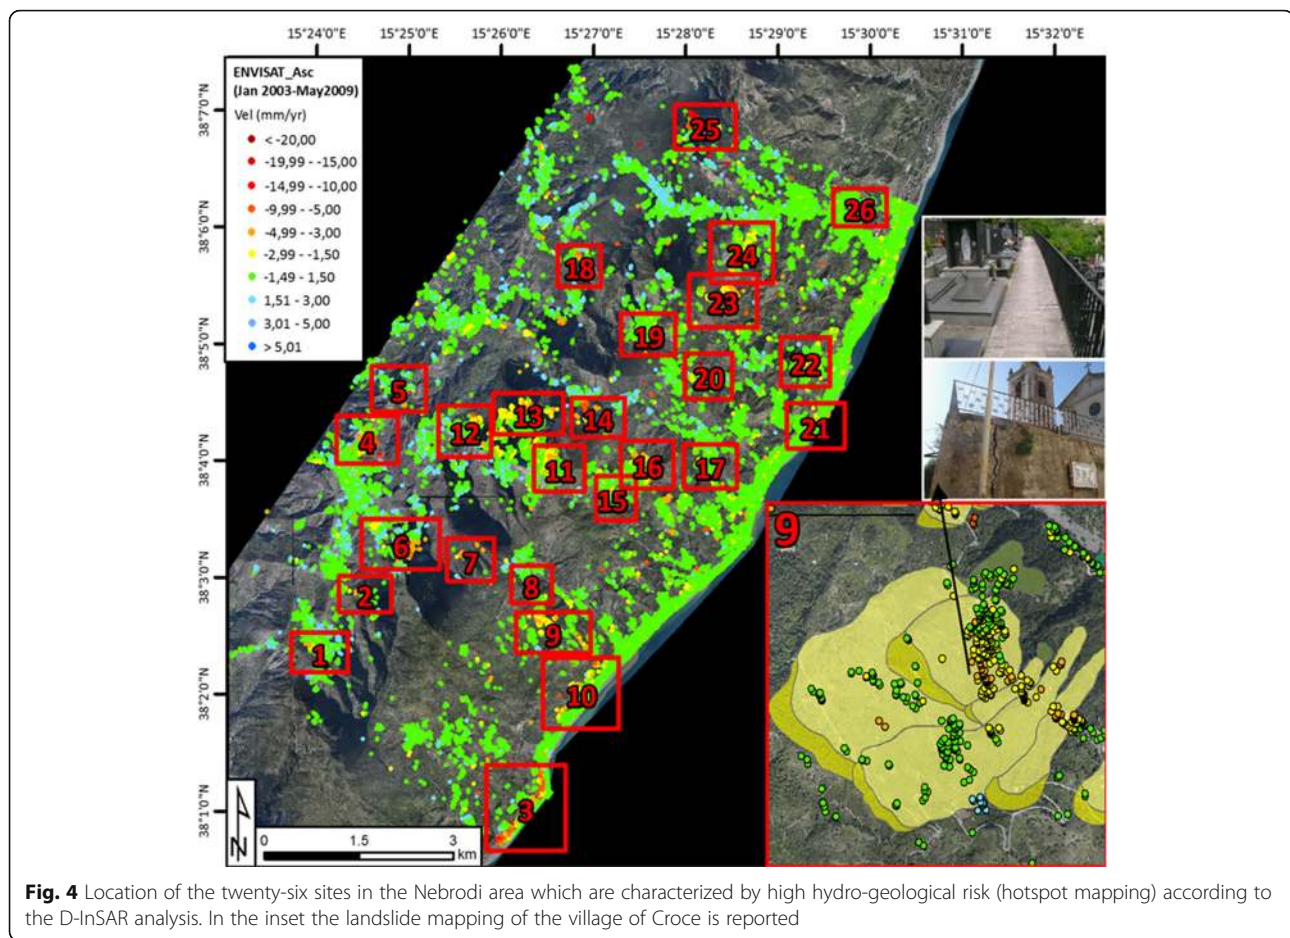 15°24'0"E 15°25'0"E 15°26'0"E 15°27'0"E 15°28'0"E 15°29'0"E 15°30'0"E 15°31'0"E 15°32'0"E
ENVISAT_Asc
(Jan 2003-May2009)
Vel (mm/yr)
< -20,00
-19,99 - -15,00
-14,99 - -10,00
-9,99 - -5,00
-4,99 - -3,00
-2,99 - -1,50
-1,49 - 1,50
1,51 - 3,00
3,01 - 5,00
> 5,01
38°7'0"N
38°6'0"N
38°5'0"N
38°4'0"N
38°3'0"N
38°2'0"N
38°1'0"N
25
26
24
18
23
19
22
20
5
13
14
21
12
4
11
16
17
15
6
7
8
2
9
1
10
3
9
N
0 1.5 3
km
Fig. 4 Location of the twenty-six sites in the Nebrodi area which are characterized by high hydro-geological risk (hotspot mapping) according to
the D-InSAR analysis. In the inset the landslide mapping of the village of Croce is reported